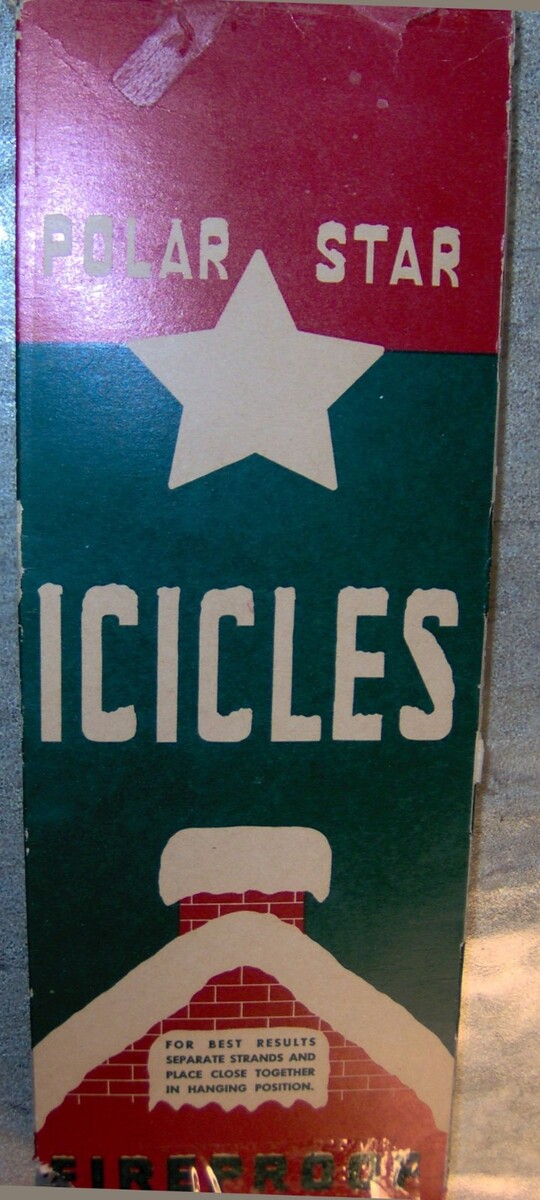 POLAR STAR
ICICLES
FOR BEST RESULTS
SEPARATE STRANDS AND
PLACE CLOSE TOGETHER
IN HANGING POSITION.
FIREPROOF